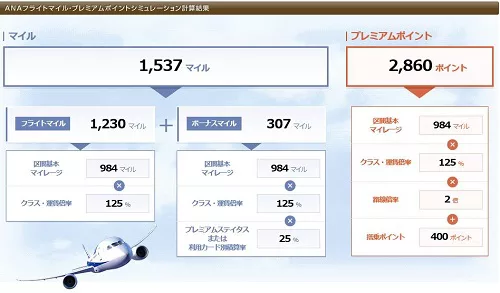 ANAフライトマイル・プレミアムポイントシミュレーション計算結果
マイル
1,537 マイル
フライトマイル 1,230 マイル
+
ボーナスマイル 307 マイル
区間基本
マイレージ
984 マイル
×
クラス・運賃倍率 125 %
区間基本
マイレージ
984 マイル
×
クラス・運賃倍率 125 %
×
プレミアムステイタス
または
利用カード別積算率
25 %
プレミアムポイント
2,860 ポイント
区間基本
マイレージ
984 マイル
×
クラス・運賃倍率 125 %
×
路線倍率 2 倍
+
搭乗ポイント 400 ポイント